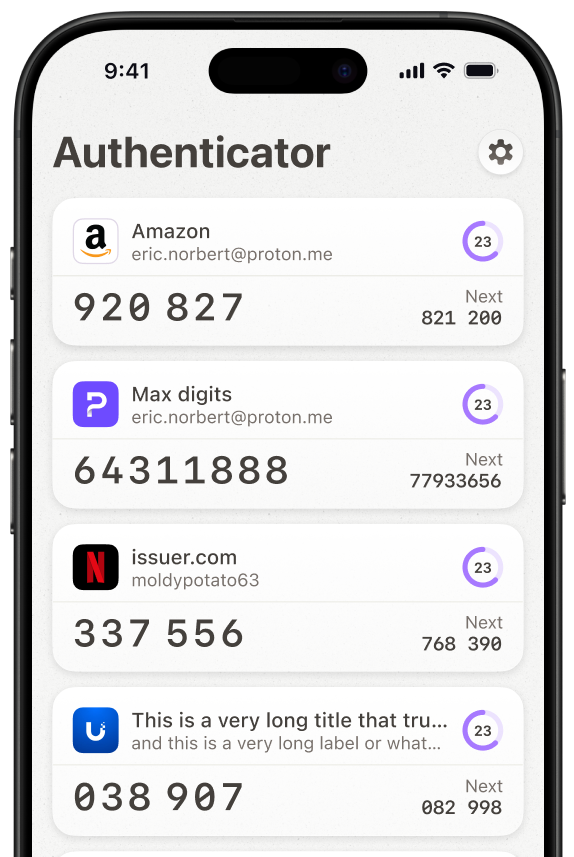 9:41
Authenticator
Amazon
eric.norbert@proton.me
23
920 827
Next
821 200
Max digits
eric.norbert@proton.me
23
64311888
Next
77933656
issuer.com
moldypotato63
23
337 556
Next
768 390
This is a very long title that tru...
and this is a very long label or what...
23
038 907
Next
082 998